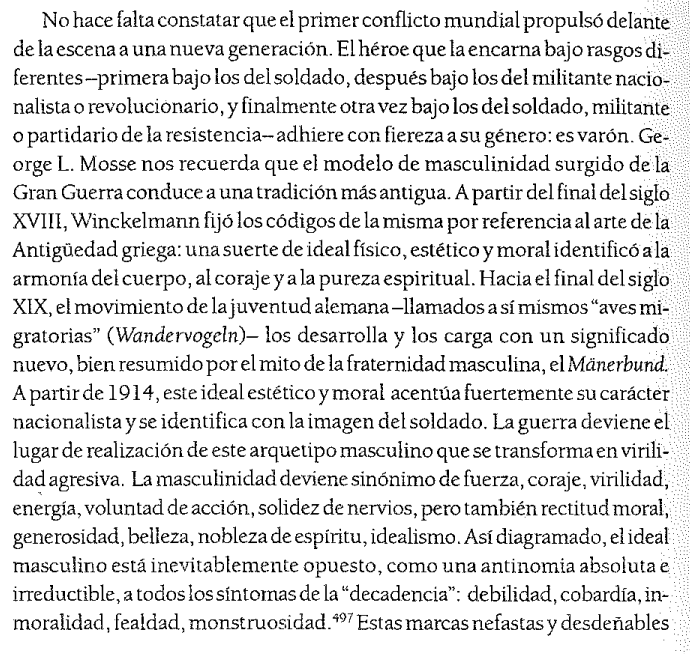 No hace falta constatar que el primer conflicto mundial propulsó delante
de la escena a una nueva generación. El héroe que la encarna bajo rasgos di-
ferentes–primera bajo los del soldado, después bajo los del militante nacio-
nalista o revolucionario, y finalmente otra vez bajo los del soldado, militante
o partidario de la resistencia– adhiere con fiereza a su género: es varón. Ge-
orge L. Mosse nos recuerda que el modelo de masculinidad surgido de la
Gran Guerra conduce a una tradición más antigua. A partir del final del siglo
XVIII, Winckelmann fijó los códigos de la misma por referencia al arte de la
Antigüedad griega: una suerte de ideal físico, estético y moral identificó a la
armonía del cuerpo, al coraje y a la pureza espiritual. Hacia el final del siglo
XIX, el movimiento de la juventud alemana –llamados a sí mismos “aves mi-
gratorias” (Wandervogeln)– los desarrolla y los carga con un significado
nuevo, bien resumido por el mito de la fraternidad masculina, el Mänerbund.
A partir de 1914, este ideal estético y moral acentúa fuertemente su carácter
nacionalista y se identifica con la imagen del soldado. La guerra deviene el
lugar de realización de este arquetipo masculino que se transforma en virili-
dad agresiva. La masculinidad deviene sinónimo de fuerza, coraje, virilidad,
energía, voluntad de acción, solidez de nervios, pero también rectitud moral,
generosidad, belleza, nobleza de espíritu, idealismo. Así diagramado, el ideal
masculino está inevitablemente opuesto, como una antinomia absoluta e
irreductible, a todos los síntomas de la “decadencia”: debilidad, cobardía, in-
moralidad, fealdad, monstruosidad.⁴⁹⁷ Estas marcas nefastas y desdeñables